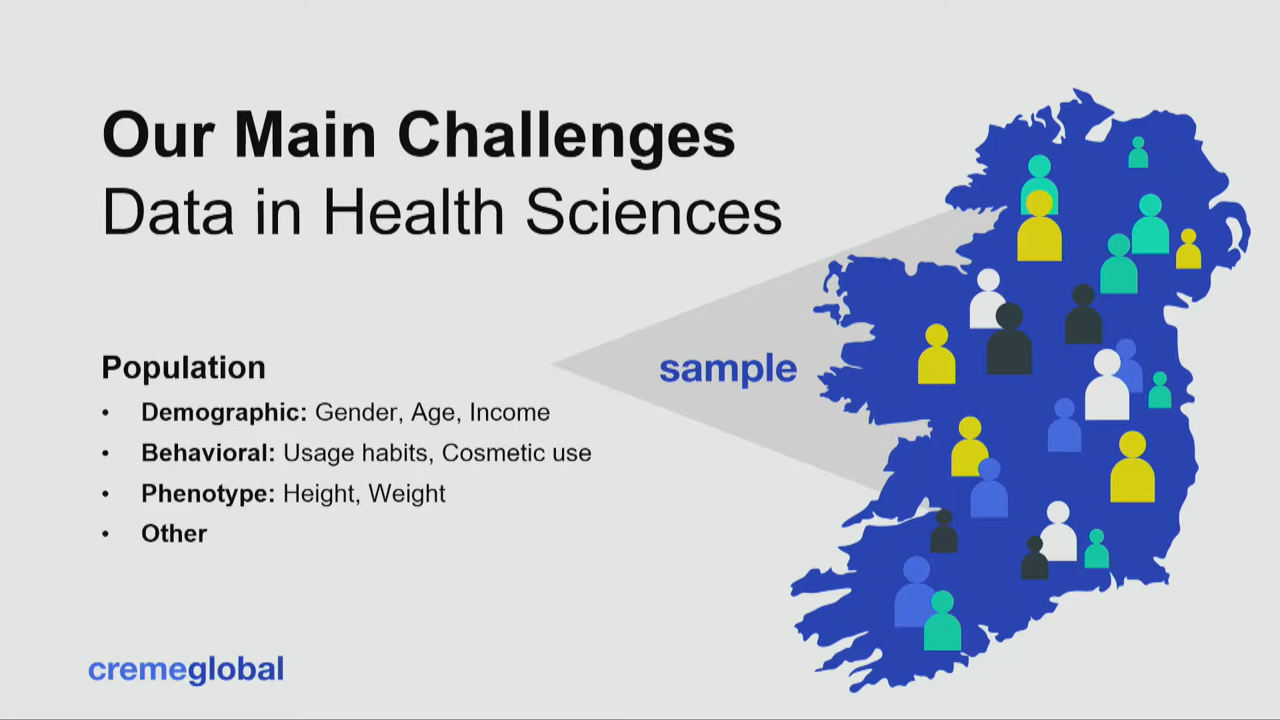 Our Main Challenges
Data in Health Sciences
Population
• Demographic: Gender, Age, Income
• Behavioral: Usage habits, Cosmetic use
• Phenotype: Height, Weight
• Other
sample
cremeglobal